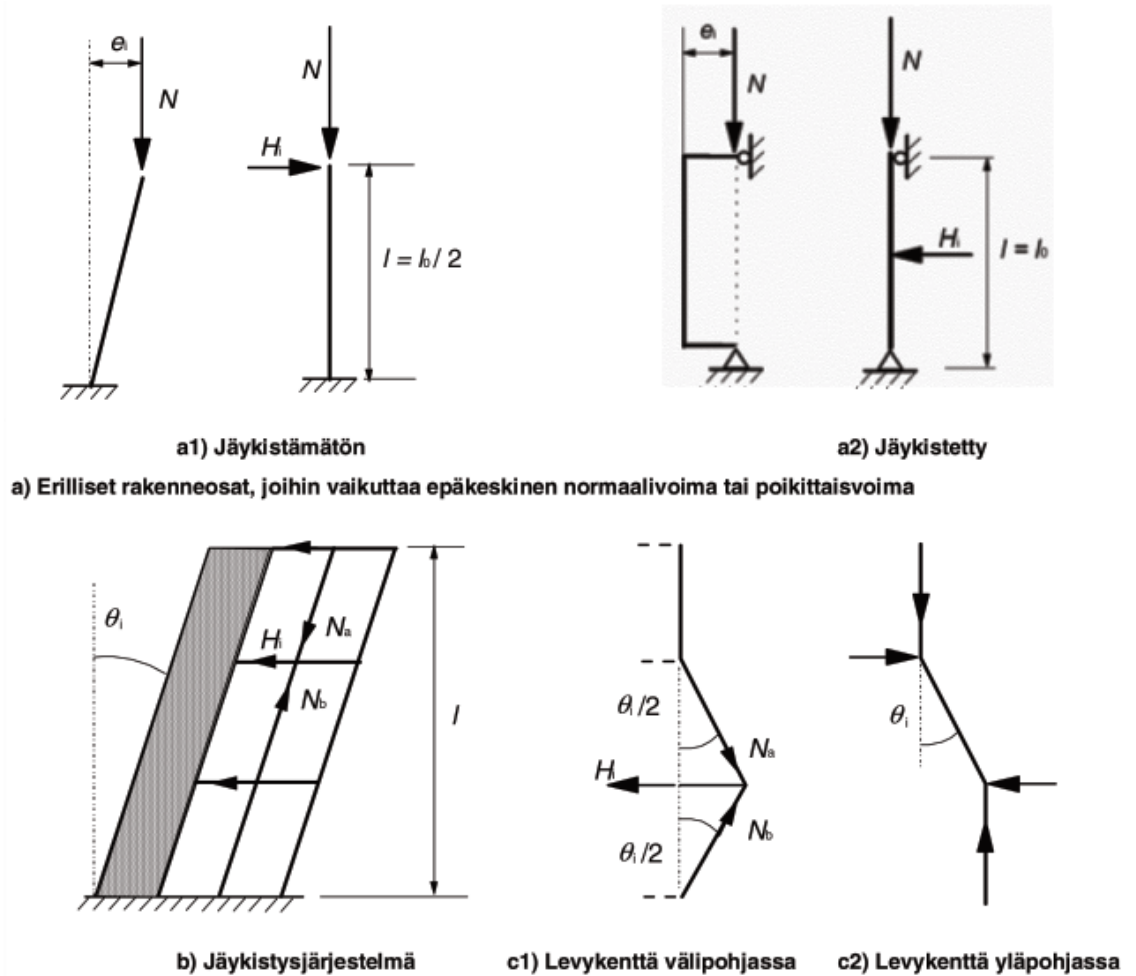 eᵢ
N
N
Hᵢ
l = l₀ / 2
eᵢ
N
N
Hᵢ
l = l₀
a1) Jäykistämätön
a2) Jäykistetty
a) Erilliset rakenneosat, joihin vaikuttaa epäkeskinen normaalivoima tai poikittaisvoima
θᵢ
Hᵢ
Nₐ
N_b
l
θᵢ/2
Hᵢ
Nₐ
N_b
θᵢ/2
θᵢ
b) Jäykistysjärjestelmä
c1) Levykenttä välipohjassa
c2) Levykenttä yläpohjassa